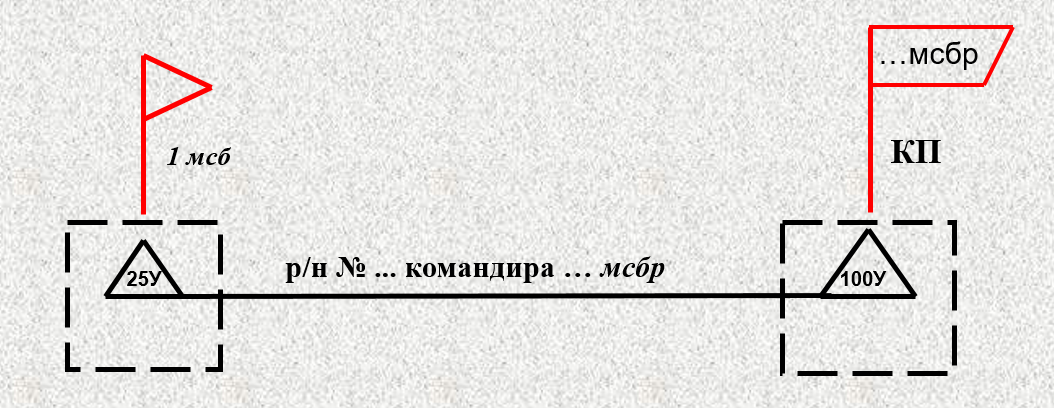 …мсбр
1 мсб
КП
р/н № ... командира … мсбр
25У
100У